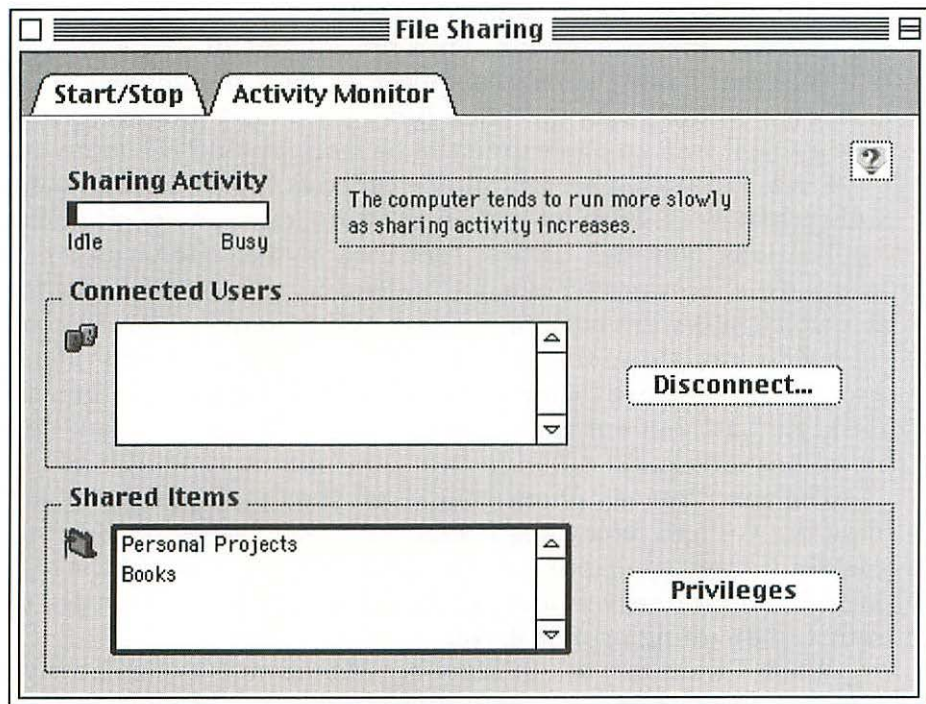 File Sharing
Start/Stop
Activity Monitor
?
Sharing Activity
Idle
Busy
The computer tends to run more slowly
as sharing activity increases.
Connected Users
Disconnect...
Shared Items
Personal Projects
Books
Privileges